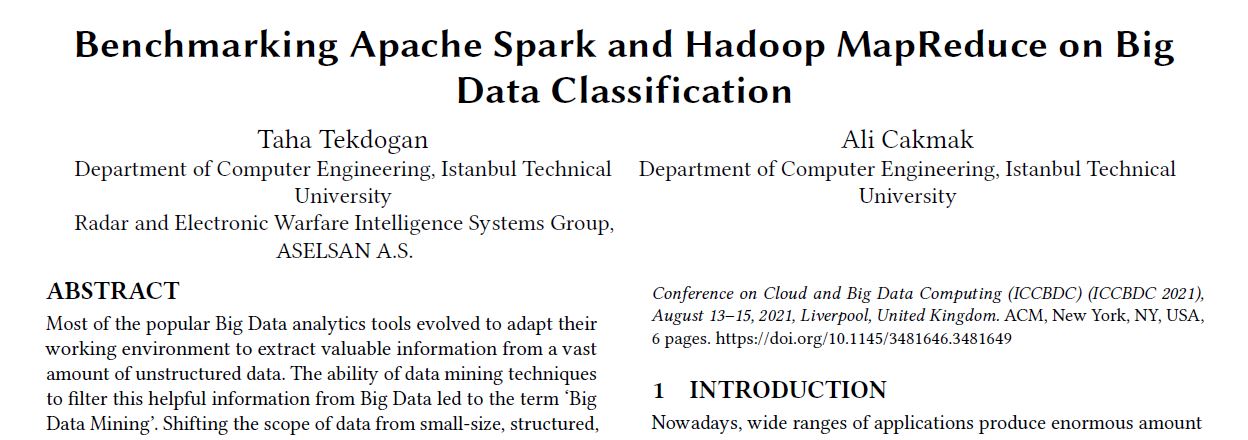 Benchmarking Apache Spark and Hadoop MapReduce on Big
Data Classification
Taha Tekdogan
Department of Computer Engineering, Istanbul Technical
University
Radar and Electronic Warfare Intelligence Systems Group,
ASELSAN A.S.
Ali Cakmak
Department of Computer Engineering, Istanbul Technical
University
ABSTRACT
Most of the popular Big Data analytics tools evolved to adapt their
working environment to extract valuable information from a vast
amount of unstructured data. The ability of data mining techniques
to filter this helpful information from Big Data led to the term ‘Big
Data Mining’. Shifting the scope of data from small-size, structured,
Conference on Cloud and Big Data Computing (ICCBDC) (ICCBDC 2021),
August 13–15, 2021, Liverpool, United Kingdom. ACM, New York, NY, USA,
6 pages. https://doi.org/10.1145/3481646.3481649
1 INTRODUCTION
Nowadays, wide ranges of applications produce enormous amount